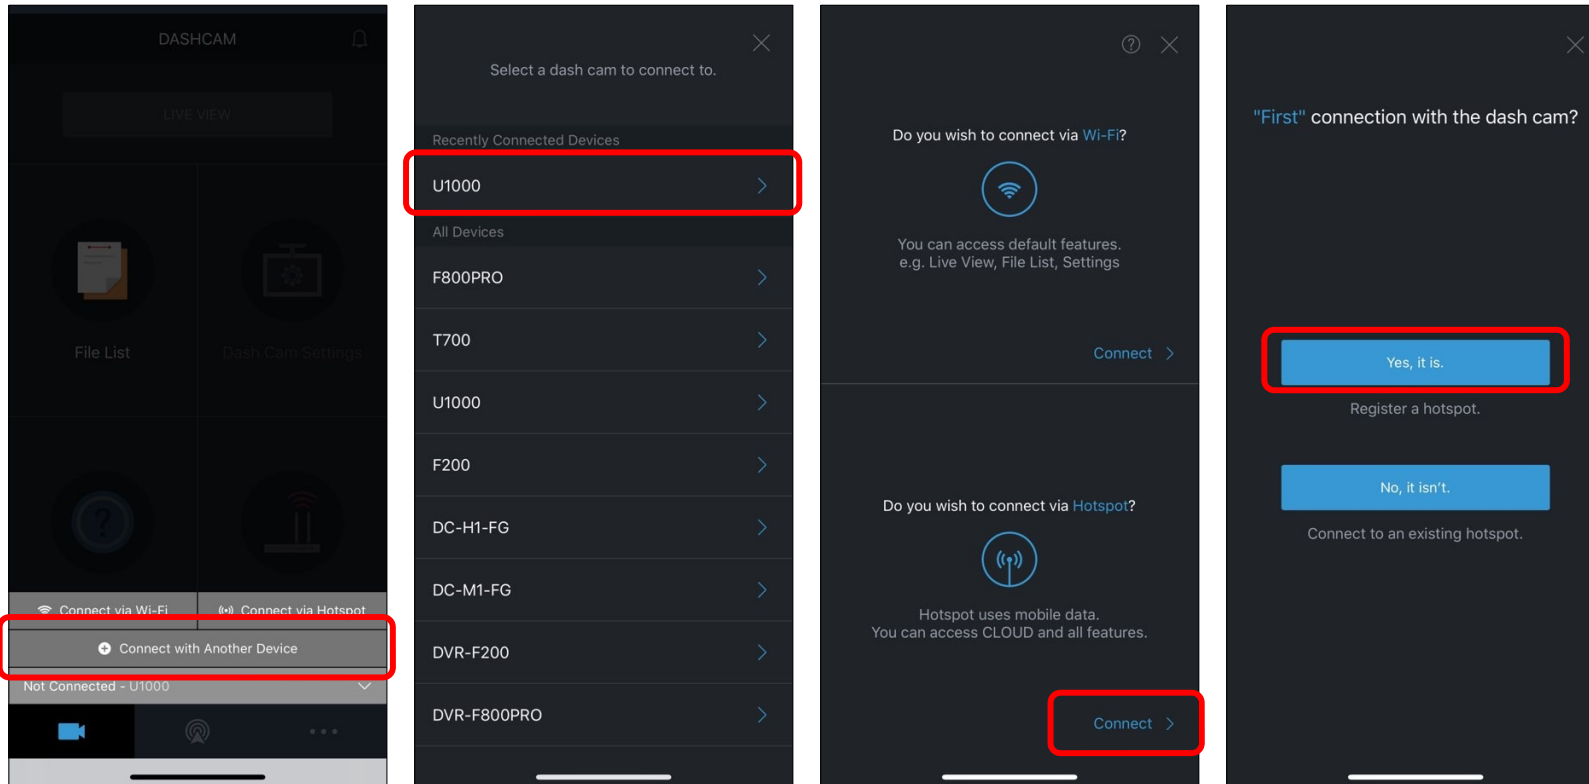 DASHCAM
LIVE VIEW
File List
Dash Cam Settings
Connect via Wi-Fi
Connect via Hotspot
Connect with Another Device
Not Connected - U1000
Select a dash cam to connect to.
Recently Connected Devices
U1000
All Devices
F800PRO
T700
U1000
F200
DC-H1-FG
DC-M1-FG
DVR-F200
DVR-F800PRO
Do you wish to connect via Wi-Fi?
You can access default features.
e.g. Live View, File List, Settings
Connect
Do you wish to connect via Hotspot?
Hotspot uses mobile data.
You can access CLOUD and all features.
Connect
"First" connection with the dash cam?
Yes, it is.
Register a hotspot.
No, it isn't.
Connect to an existing hotspot.